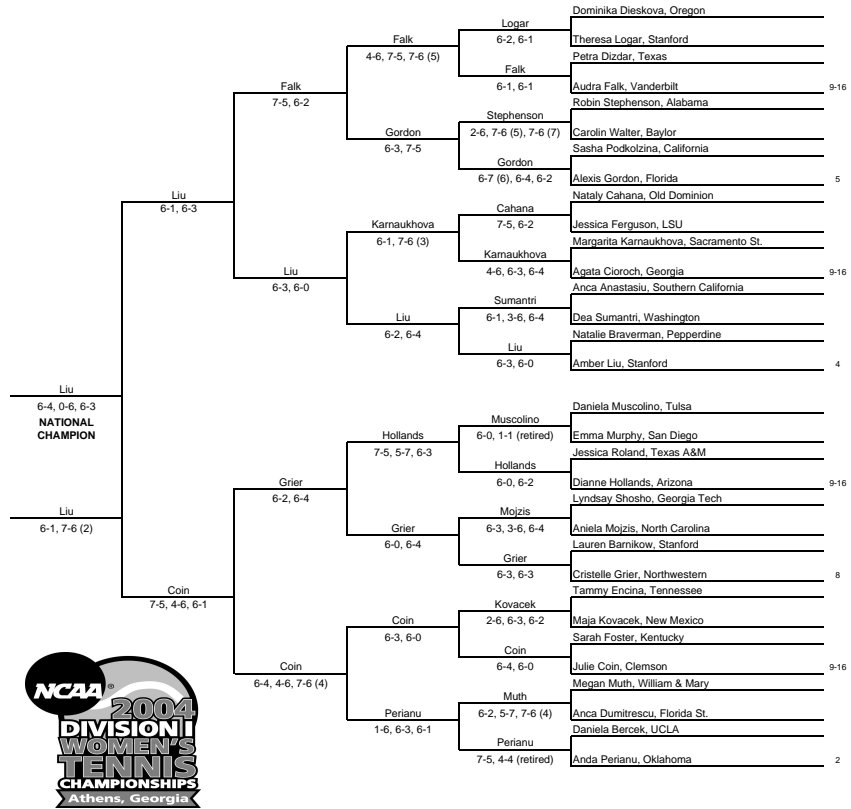 Dominika Dieskova, Oregon
Logar
6-2, 6-1
Theresa Logar, Stanford
Falk
4-6, 7-5, 7-6 (5)
Petra Dizdar, Texas
Falk
6-1, 6-1
Audra Falk, Vanderbilt 9-16
Falk
7-5, 6-2
Robin Stephenson, Alabama
Stephenson
2-6, 7-6 (5), 7-6 (7)
Carolin Walter, Baylor
Gordon
6-3, 7-5
Sasha Podkolzina, California
Gordon
6-7 (6), 6-4, 6-2
Alexis Gordon, Florida 5
Liu
6-1, 6-3
Nataly Cahana, Old Dominion
Cahana
7-5, 6-2
Jessica Ferguson, LSU
Karnaukhova
6-1, 7-6 (3)
Margarita Karnaukhova, Sacramento St.
Karnaukhova
4-6, 6-3, 6-4
Agata Cioroch, Georgia 9-16
Liu
6-3, 6-0
Anca Anastasiu, Southern California
Sumantri
6-1, 3-6, 6-4
Dea Sumantri, Washington
Liu
6-2, 6-4
Natalie Braverman, Pepperdine
Liu
6-3, 6-0
Amber Liu, Stanford 4
Liu
6-4, 0-6, 6-3
NATIONAL
CHAMPION
Daniela Muscolino, Tulsa
Muscolino
6-0, 1-1 (retired)
Emma Murphy, San Diego
Hollands
7-5, 5-7, 6-3
Jessica Roland, Texas A&M
Hollands
6-0, 6-2
Dianne Hollands, Arizona 9-16
Grier
6-2, 6-4
Lyndsay Shosho, Georgia Tech
Mojzis
6-3, 3-6, 6-4
Aniela Mojzis, North Carolina
Grier
6-0, 6-4
Lauren Barnikow, Stanford
Grier
6-3, 6-3
Cristelle Grier, Northwestern 8
Liu
6-1, 7-6 (2)
Coin
7-5, 4-6, 6-1
Tammy Encina, Tennessee
Kovacek
2-6, 6-3, 6-2
Maja Kovacek, New Mexico
Coin
6-3, 6-0
Sarah Foster, Kentucky
Coin
6-4, 6-0
Julie Coin, Clemson 9-16
Coin
6-4, 4-6, 7-6 (4)
Megan Muth, William & Mary
Muth
6-2, 5-7, 7-6 (4)
Anca Dumitrescu, Florida St.
Perianu
1-6, 6-3, 6-1
Daniela Bercek, UCLA
Perianu
7-5, 4-4 (retired)
Anda Perianu, Oklahoma 2
NCAA®
2004
DIVISION I
WOMEN'S
TENNIS
CHAMPIONSHIPS
Athens, Georgia